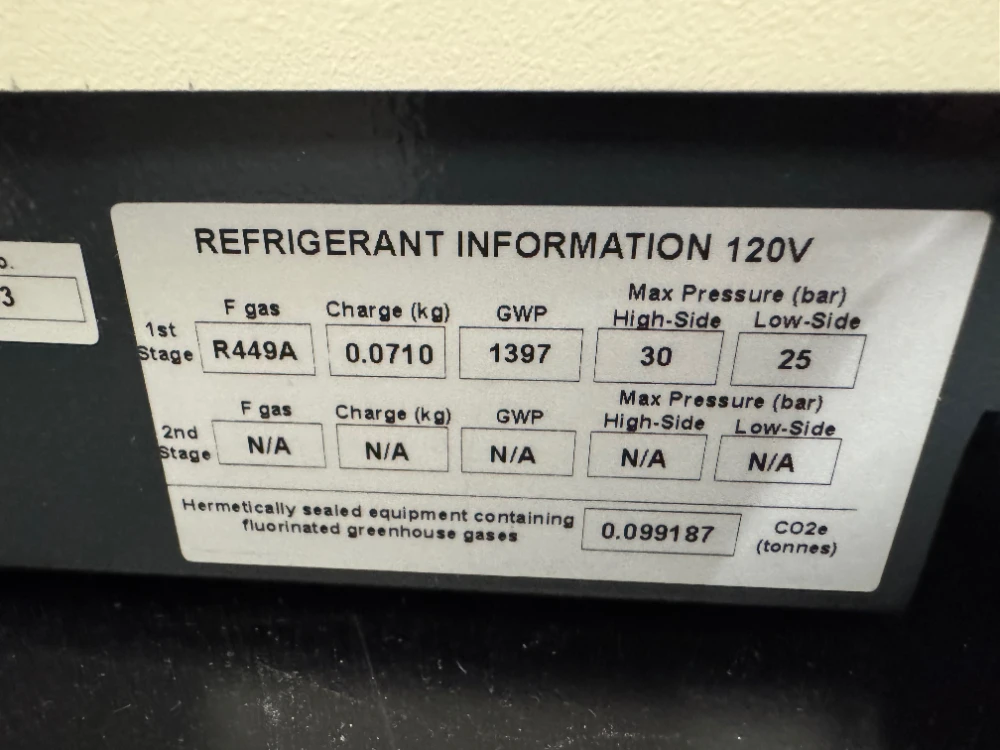 o.
3
REFRIGERANT INFORMATION 120V
Max Pressure (bar)
F gas Charge (kg) GWP High-Side Low-Side
1st Stage R449A 0.0710 1397 30 25
Max Pressure (bar)
F gas Charge (kg) GWP High-Side Low-Side
2nd Stage N/A N/A N/A N/A N/A
Hermetically sealed equipment containing
fluorinated greenhouse gases
0.099187
CO2e
(tonnes)